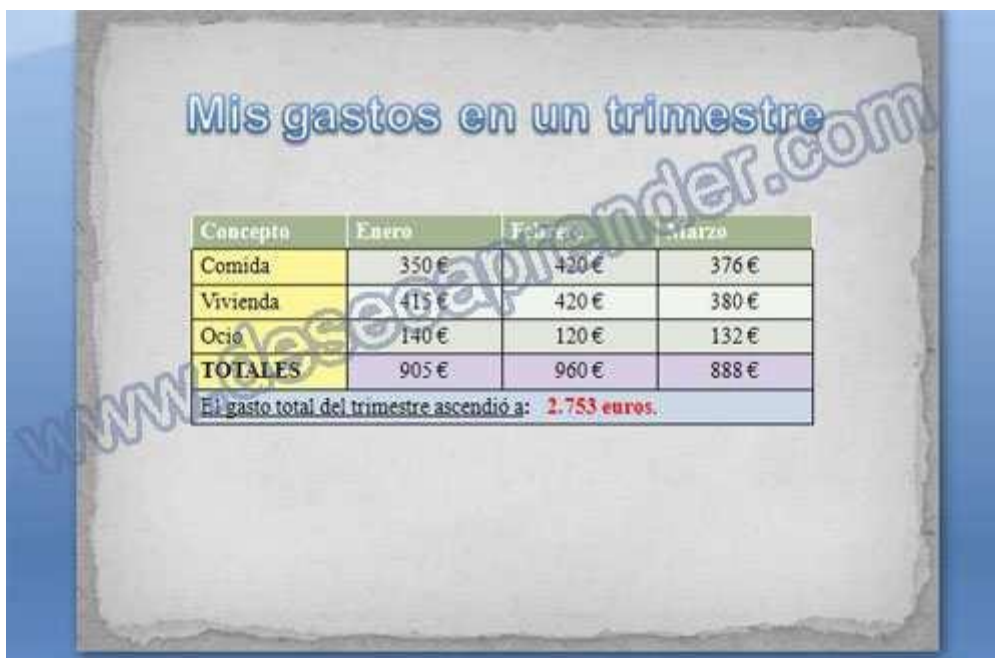 Mis gastos en un trimestre
www.deseoaprender.com
Concepto Enero Febrero Marzo
Comida 350 € 420 € 376 €
Vivienda 415 € 420 € 380 €
Ocio 140 € 120 € 132 €
TOTALES 905 € 960 € 888 €
El gasto total del trimestre ascendió a: 2.753 euros.